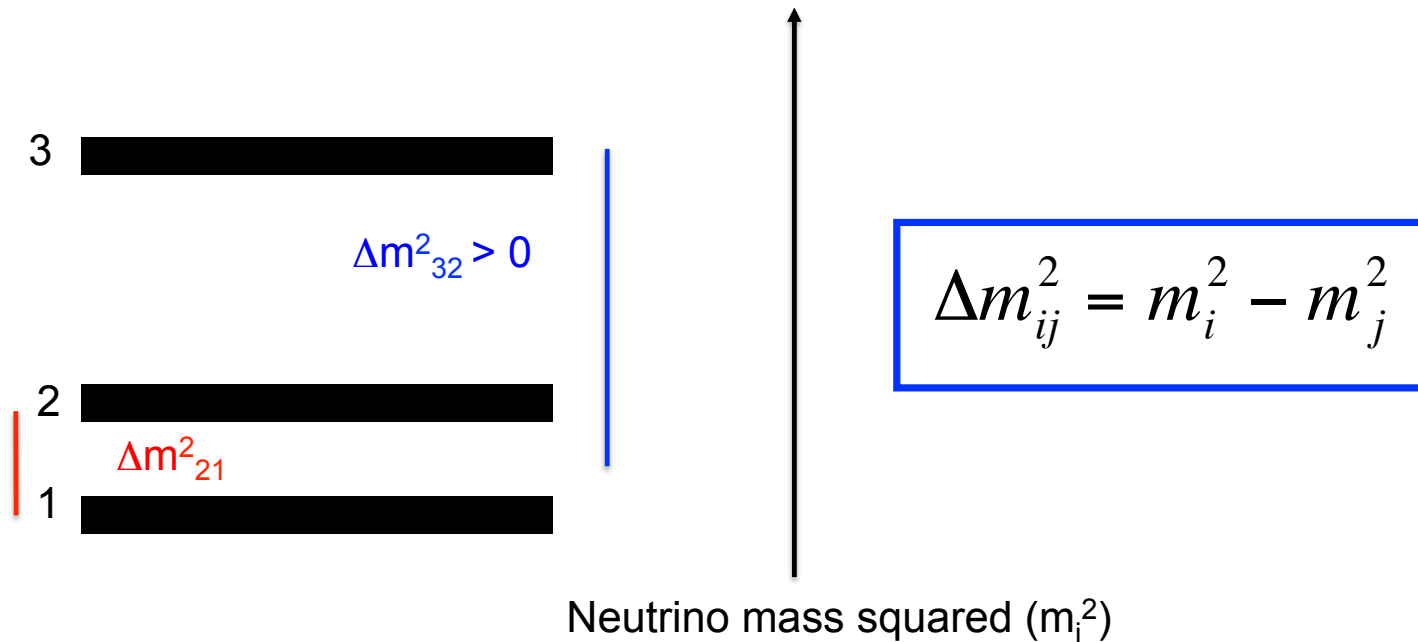 3
Δm²₃₂ > 0
Δm²ᵢⱼ = m²ᵢ − m²ⱼ
2
Δm²₂₁
1
Neutrino mass squared (mᵢ²)